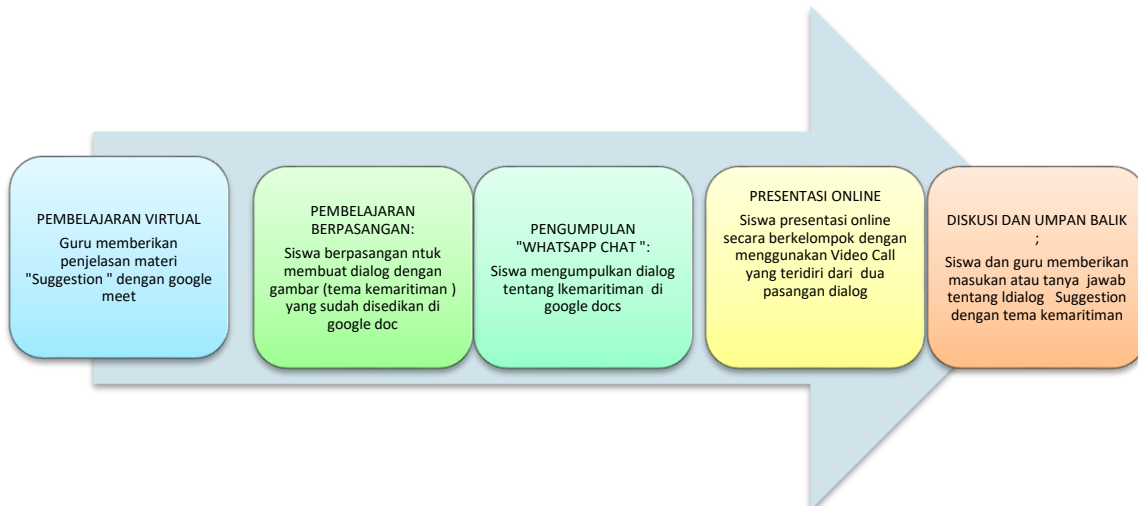 PEMBELAJARAN VIRTUAL
Guru memberikan
penjelasan materi
"Suggestion " dengan google
meet
PEMBELAJARAN
BERPASANGAN:
Siswa berpasangan ntuk
membuat dialog dengan
gambar (tema kemaritiman )
yang sudah disedikan di
google doc
PENGUMPULAN
"WHATSAPP CHAT ":
Siswa mengumpulkan dialog
tentang lkemaritiman di
google docs
PRESENTASI ONLINE
Siswa presentasi online
secara berkelompok dengan
menggunakan Video Call
yang teridiri dari dua
pasangan dialog
DISKUSI DAN UMPAN BALIK
;
Siswa dan guru memberikan
masukan atau tanya jawab
tentang ldialog Suggestion
dengan tema kemaritiman